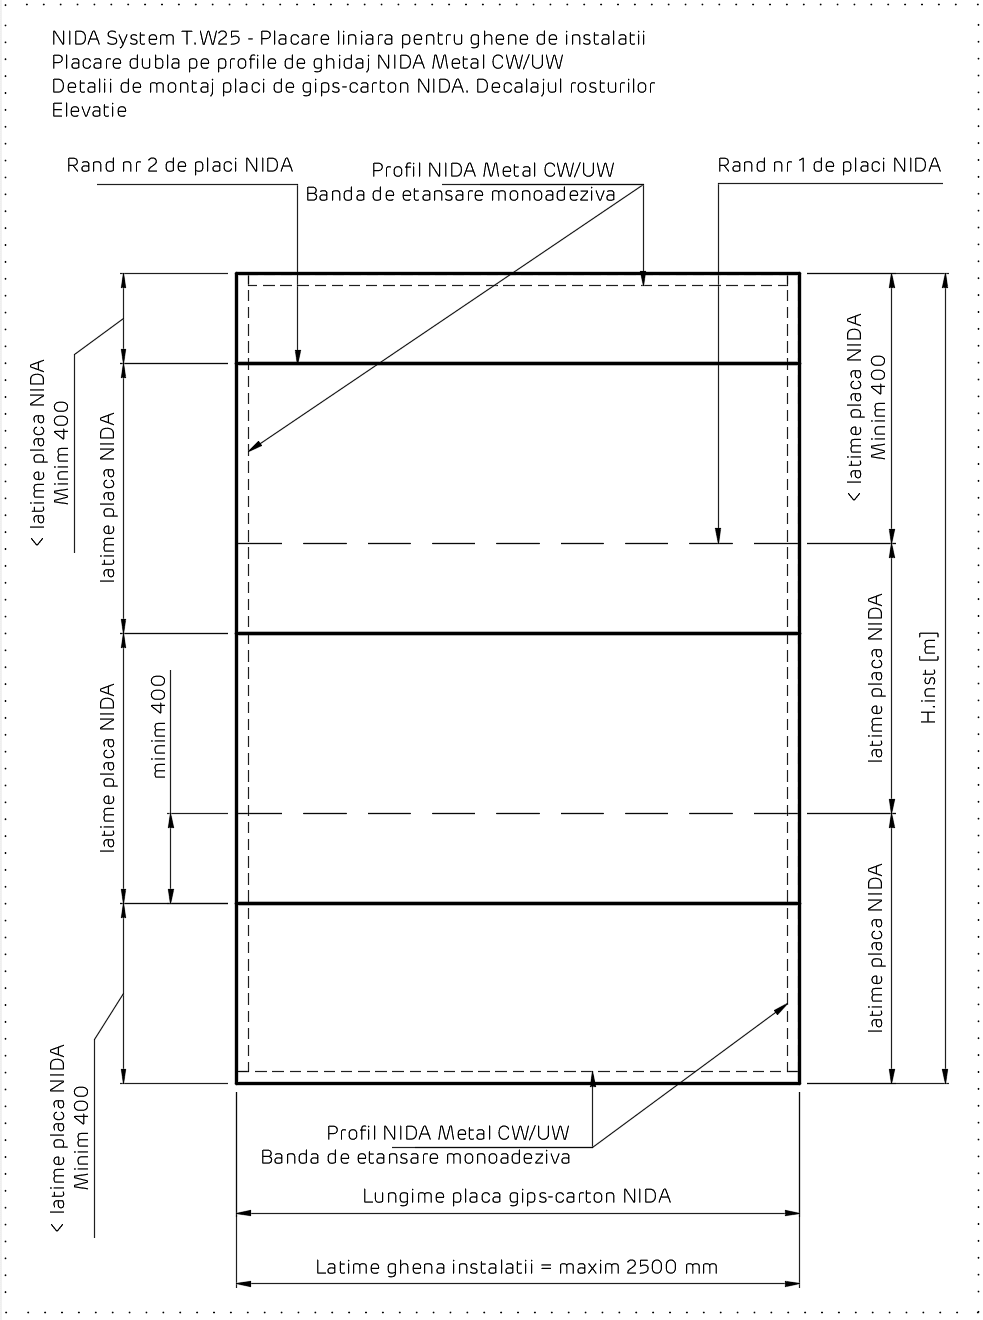 NIDA System T.W25 - Placare liniara pentru ghene de instalatii
Placare dubla pe profile de ghidaj NIDA Metal CW/UW
Detalii de montaj placi de gips-carton NIDA. Decalajul rosturilor
Elevatie
Rand nr 2 de placi NIDA
Profil NIDA Metal CW/UW
Banda de etansare monoadeziva
Rand nr 1 de placi NIDA
< latime placa NIDA
Minim 400
latime placa NIDA
< latime placa NIDA
Minim 400
latime placa NIDA
minim 400
latime placa NIDA
H.inst [m]
latime placa NIDA
< latime placa NIDA
Minim 400
Profil NIDA Metal CW/UW
Banda de etansare monoadeziva
Lungime placa gips-carton NIDA
Latime ghena instalatii = maxim 2500 mm